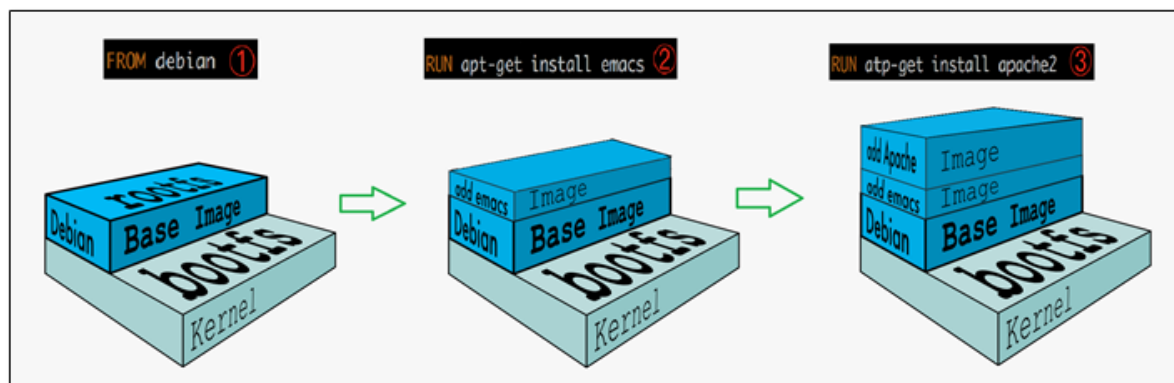 FROM debian ①
RUN apt-get install emacs ②
RUN atp-get install apache2 ③
rootfs
Debian
Base Image
bootfs
Kernel
add emacs
Image
Debian
Base Image
bootfs
Kernel
add Apache
Image
add emacs
Image
Debian
Base Image
bootfs
Kernel